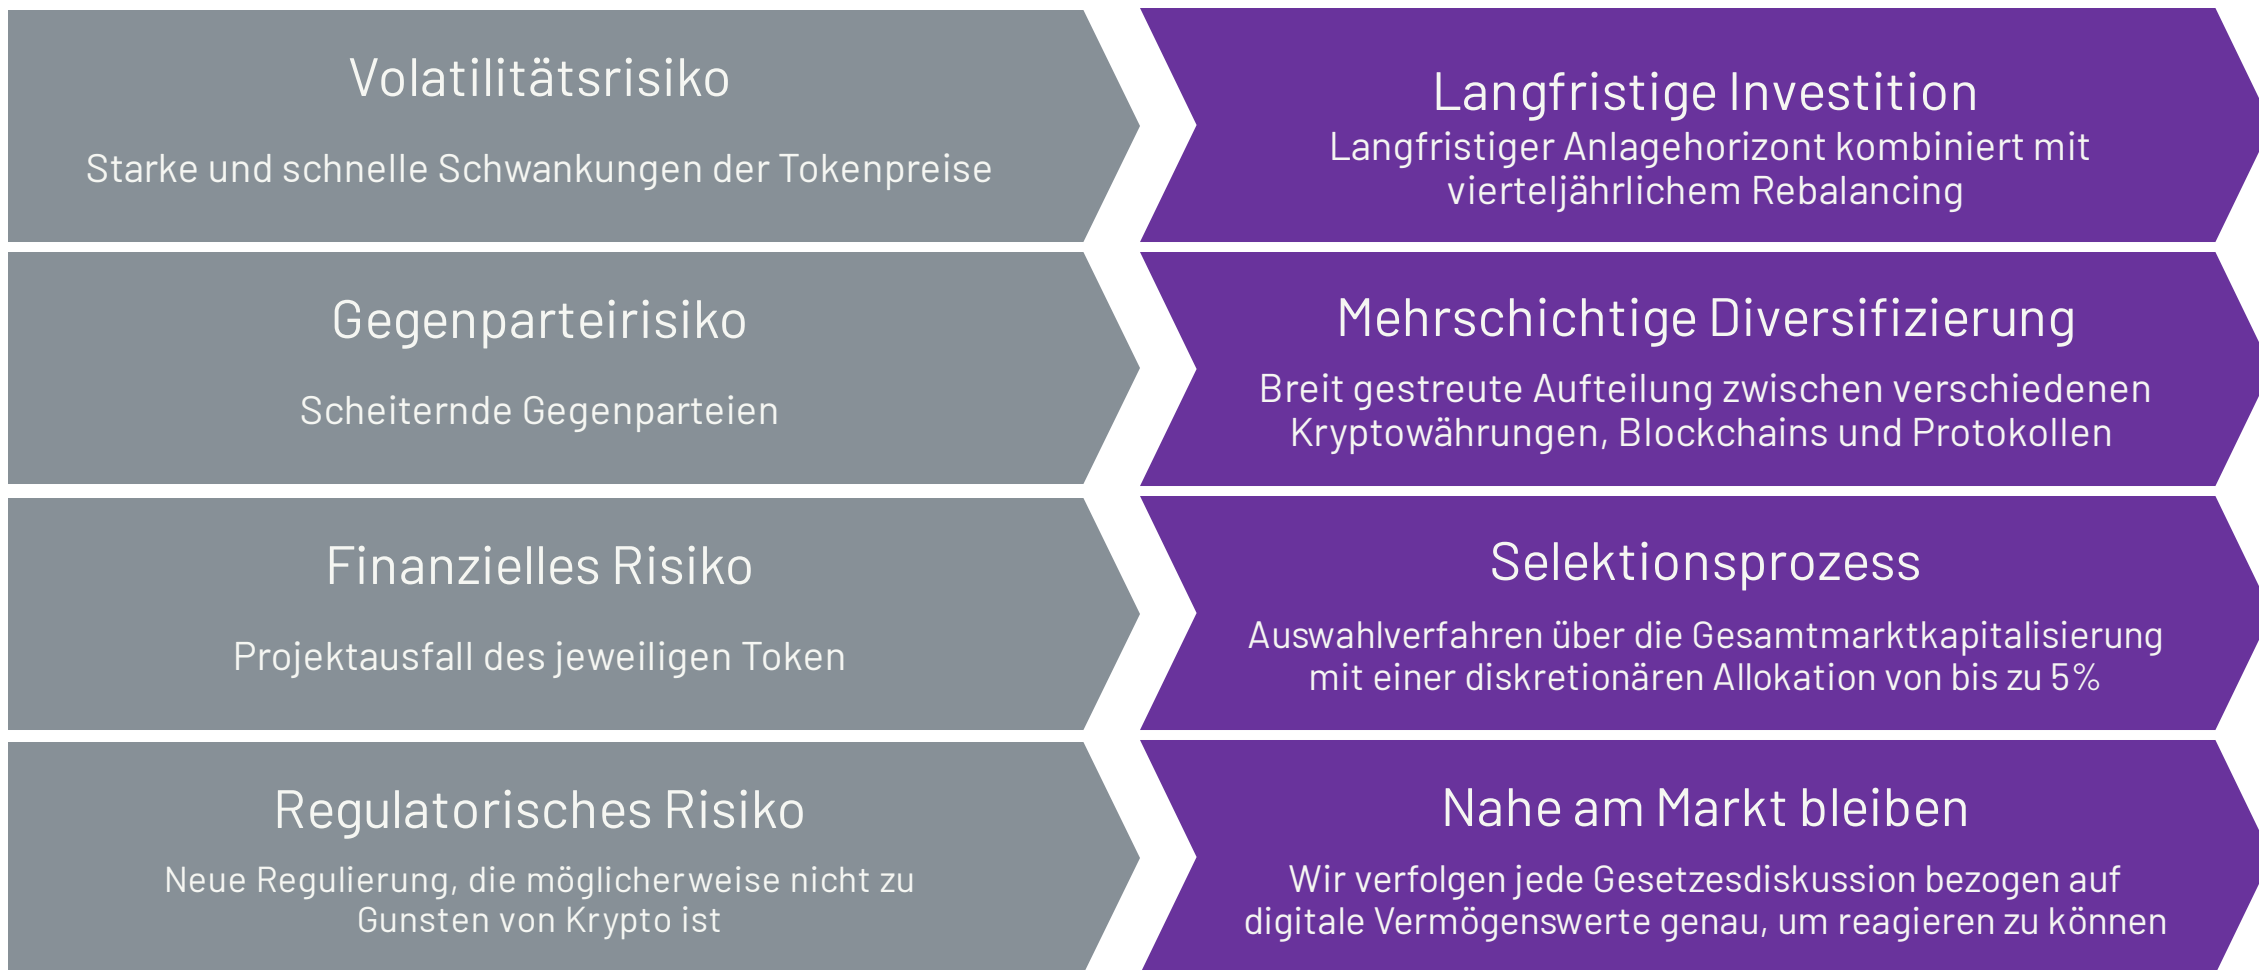 Volatilitätsrisiko
Starke und schnelle Schwankungen der Tokenpreise
Langfristige Investition
Langfristiger Anlagehorizont kombiniert mit
vierteljährlichem Rebalancing
Gegenparteirisiko
Scheiternde Gegenparteien
Mehrschichtige Diversifizierung
Breit gestreute Aufteilung zwischen verschiedenen
Kryptowährungen, Blockchains und Protokollen
Finanzielles Risiko
Projektausfall des jeweiligen Token
Selektionsprozess
Auswahlverfahren über die Gesamtmarktkapitalisierung
mit einer diskretionären Allokation von bis zu 5%
Regulatorisches Risiko
Neue Regulierung, die möglicherweise nicht zu
Gunsten von Krypto ist
Nahe am Markt bleiben
Wir verfolgen jede Gesetzesdiskussion bezogen auf
digitale Vermögenswerte genau, um reagieren zu können